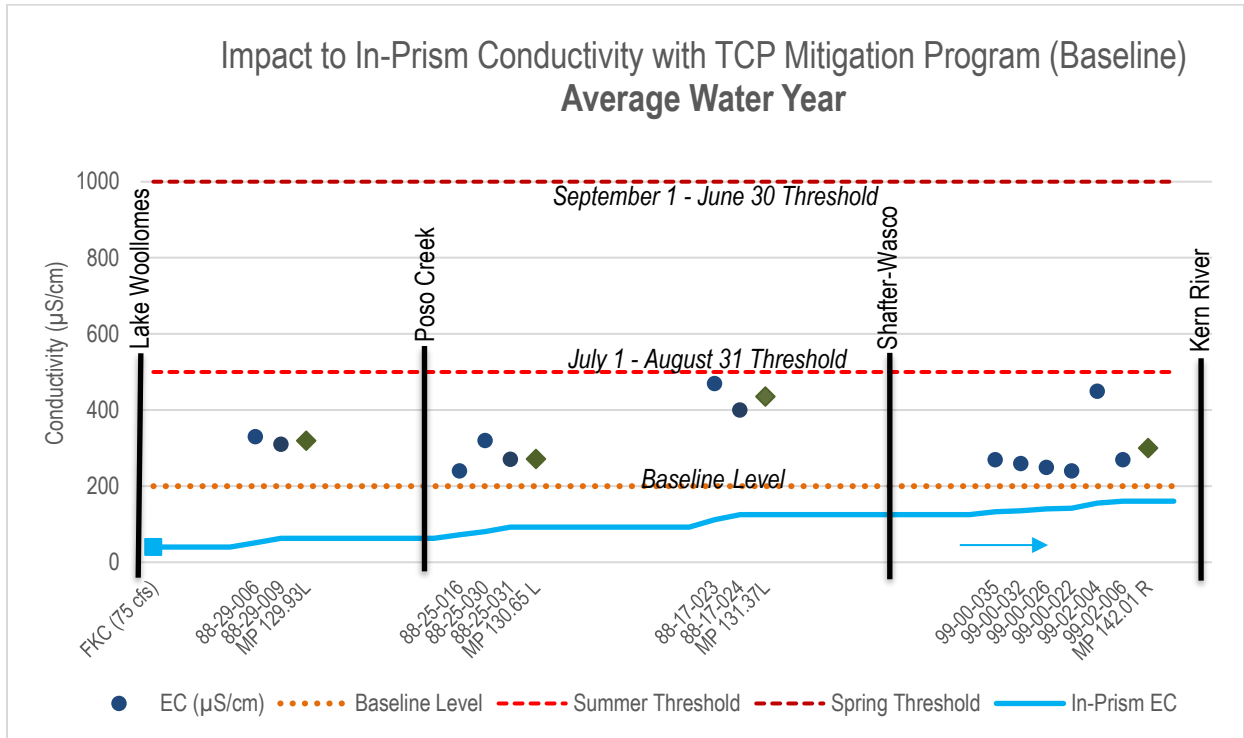 Impact to In-Prism Conductivity with TCP Mitigation Program (Baseline)
Average Water Year
Conductivity (µS/cm)
1000
800
600
400
200
0
September 1 - June 30 Threshold
July 1 - August 31 Threshold
Baseline Level
Lake Woollomes
Poso Creek
Shafter-Wasco
Kern River
FKC (75 cfs)
88-29-006
88-29-009
MP 129.93L
88-25-016
88-25-030
88-25-031
MP 130.65 L
88-17-023
88-17-024
MP 131.37L
99-00-035
99-00-032
99-00-026
99-00-022
99-02-004
99-02-006
MP 142.01 R
EC (µS/cm) Baseline Level Summer Threshold Spring Threshold In-Prism EC